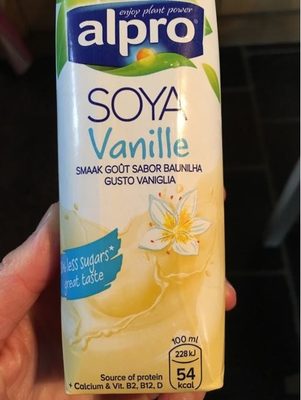 enjoy plant power
alpro
SOYA
Vanille
SMAAK GOÛT SABOR BAUNILHA
GUSTO VANIGLIA
less sugars*
great taste
100 ml
228 kJ
54
kcal
Source of protein
+ Calcium & Vit. B2, B12, D